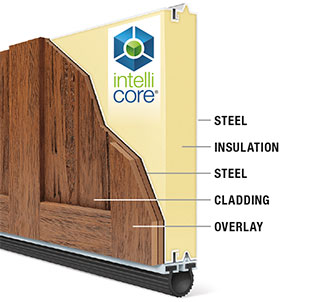 intelli
core®
STEEL
INSULATION
STEEL
CLADDING
OVERLAY